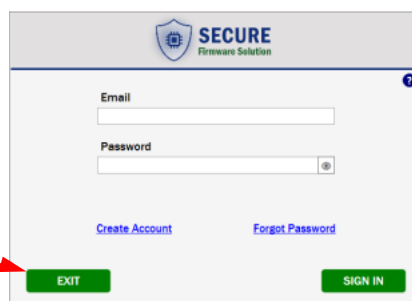 SECURE
Firmware Solution
?
Email
Password
Create Account Forgot Password
EXIT SIGN IN